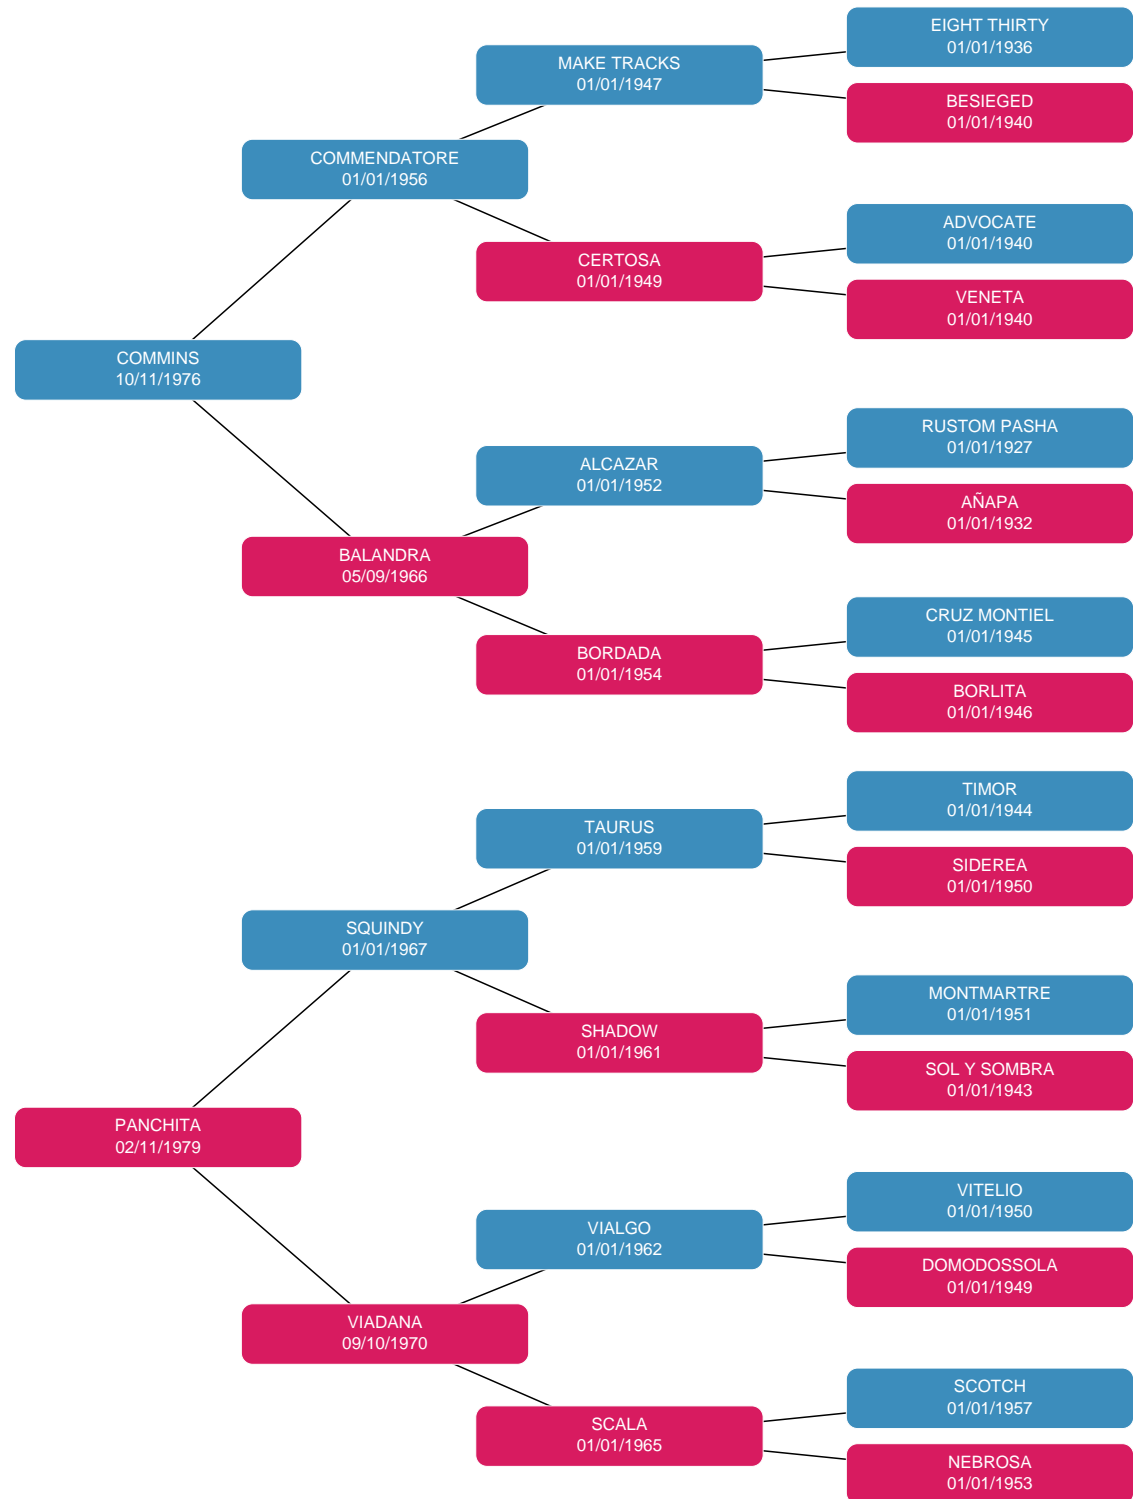 EIGHT THIRTY
01/01/1936
MAKE TRACKS
01/01/1947
BESIEGED
01/01/1940
COMMENDATORE
01/01/1956
ADVOCATE
01/01/1940
CERTOSA
01/01/1949
VENETA
01/01/1940
COMMINS
10/11/1976
RUSTOM PASHA
01/01/1927
ALCAZAR
01/01/1952
AÑAPA
01/01/1932
BALANDRA
05/09/1966
CRUZ MONTIEL
01/01/1945
BORDADA
01/01/1954
BORLITA
01/01/1946
TIMOR
01/01/1944
TAURUS
01/01/1959
SIDEREA
01/01/1950
SQUINDY
01/01/1967
MONTMARTRE
01/01/1951
SHADOW
01/01/1961
SOL Y SOMBRA
01/01/1943
PANCHITA
02/11/1979
VITELIO
01/01/1950
VIALGO
01/01/1962
DOMODOSSOLA
01/01/1949
VIADANA
09/10/1970
SCOTCH
01/01/1957
SCALA
01/01/1965
NEBROSA
01/01/1953